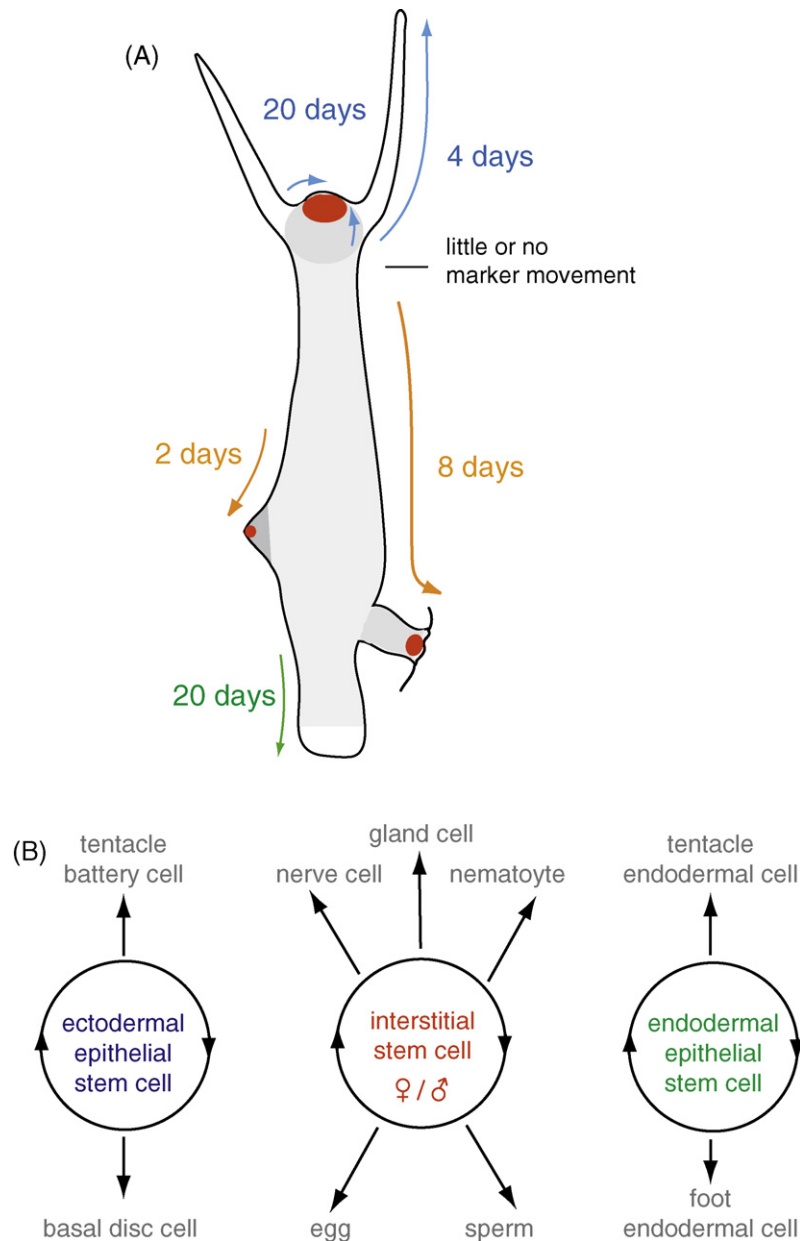 (A)
20 days
4 days
little or no
marker movement
2 days
8 days
20 days
(B)
tentacle
battery cell
basal disc cell
ectodermal
epithelial
stem cell
gland cell
nerve cell
nematoyte
interstitial
stem cell
♀ / ♂
egg
sperm
tentacle
endodermal cell
endodermal
epithelial
stem cell
foot
endodermal cell